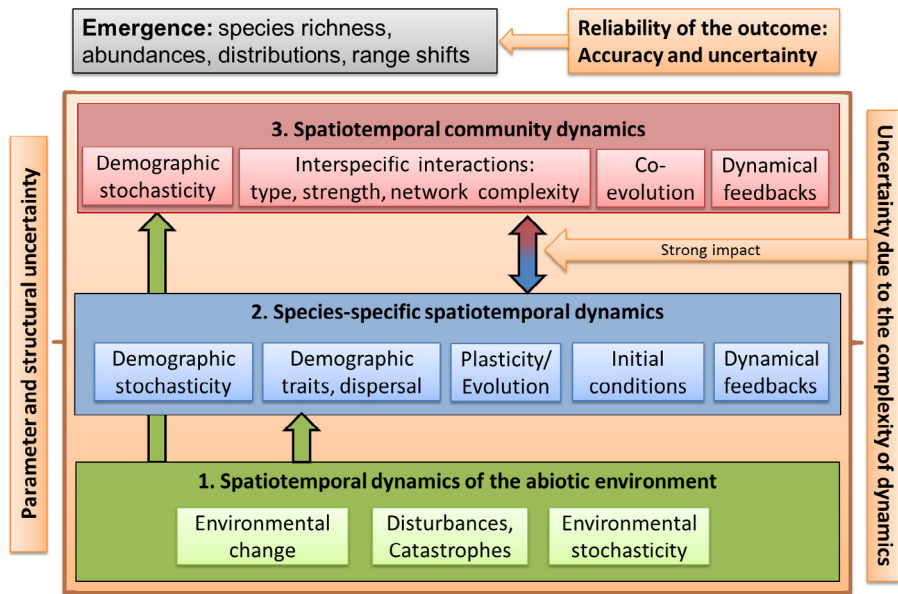 Emergence: species richness,
abundances, distributions, range shifts
Reliability of the outcome:
Accuracy and uncertainty
Parameter and structural uncertainty
3. Spatiotemporal community dynamics
Demographic
stochasticity
Interspecific interactions:
type, strength, network complexity
Co-
evolution
Dynamical
feedbacks
Strong impact
2. Species-specific spatiotemporal dynamics
Demographic
stochasticity
Demographic
traits, dispersal
Plasticity/
Evolution
Initial
conditions
Dynamical
feedbacks
1. Spatiotemporal dynamics of the abiotic environment
Environmental
change
Disturbances,
Catastrophes
Environmental
stochasticity
Uncertainty due to the complexity of dynamics